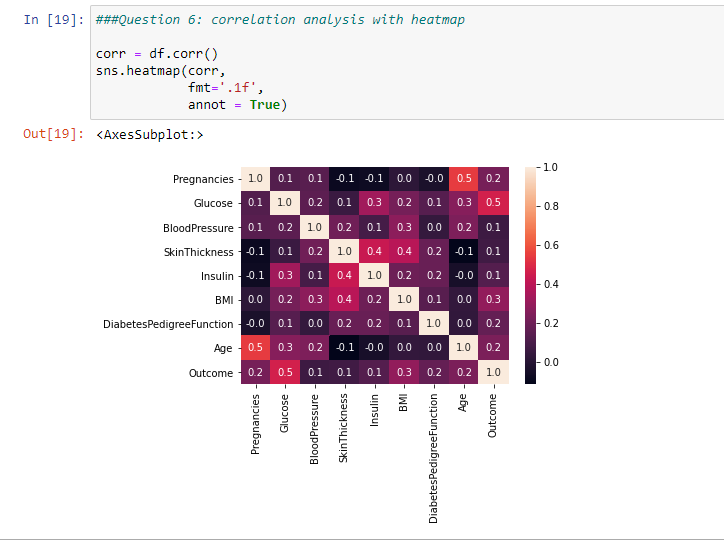 In [19]: ###Question 6: correlation analysis with heatmap
corr = df.corr()
sns.heatmap(corr,
fmt='.1f',
annot = True)
Out[19]: <AxesSubplot:>
Pregnancies 1.0 0.1 0.1 -0.1 -0.1 0.0 -0.0 0.5 0.2
Glucose 0.1 1.0 0.2 0.1 0.3 0.2 0.1 0.3 0.5
BloodPressure 0.1 0.2 1.0 0.2 0.1 0.3 0.0 0.2 0.1
SkinThickness -0.1 0.1 0.2 1.0 0.4 0.4 0.2 -0.1 0.1
Insulin -0.1 0.3 0.1 0.4 1.0 0.2 0.2 -0.0 0.1
BMI 0.0 0.2 0.3 0.4 0.2 1.0 0.1 0.0 0.3
DiabetesPedigreeFunction -0.0 0.1 0.0 0.2 0.2 0.1 1.0 0.0 0.2
Age 0.5 0.3 0.2 -0.1 -0.0 0.0 0.0 1.0 0.2
Outcome 0.2 0.5 0.1 0.1 0.1 0.3 0.2 0.2 1.0
Pregnancies
Glucose
BloodPressure
SkinThickness
Insulin
BMI
DiabetesPedigreeFunction
Age
Outcome
1.0
0.8
0.6
0.4
0.2
0.0